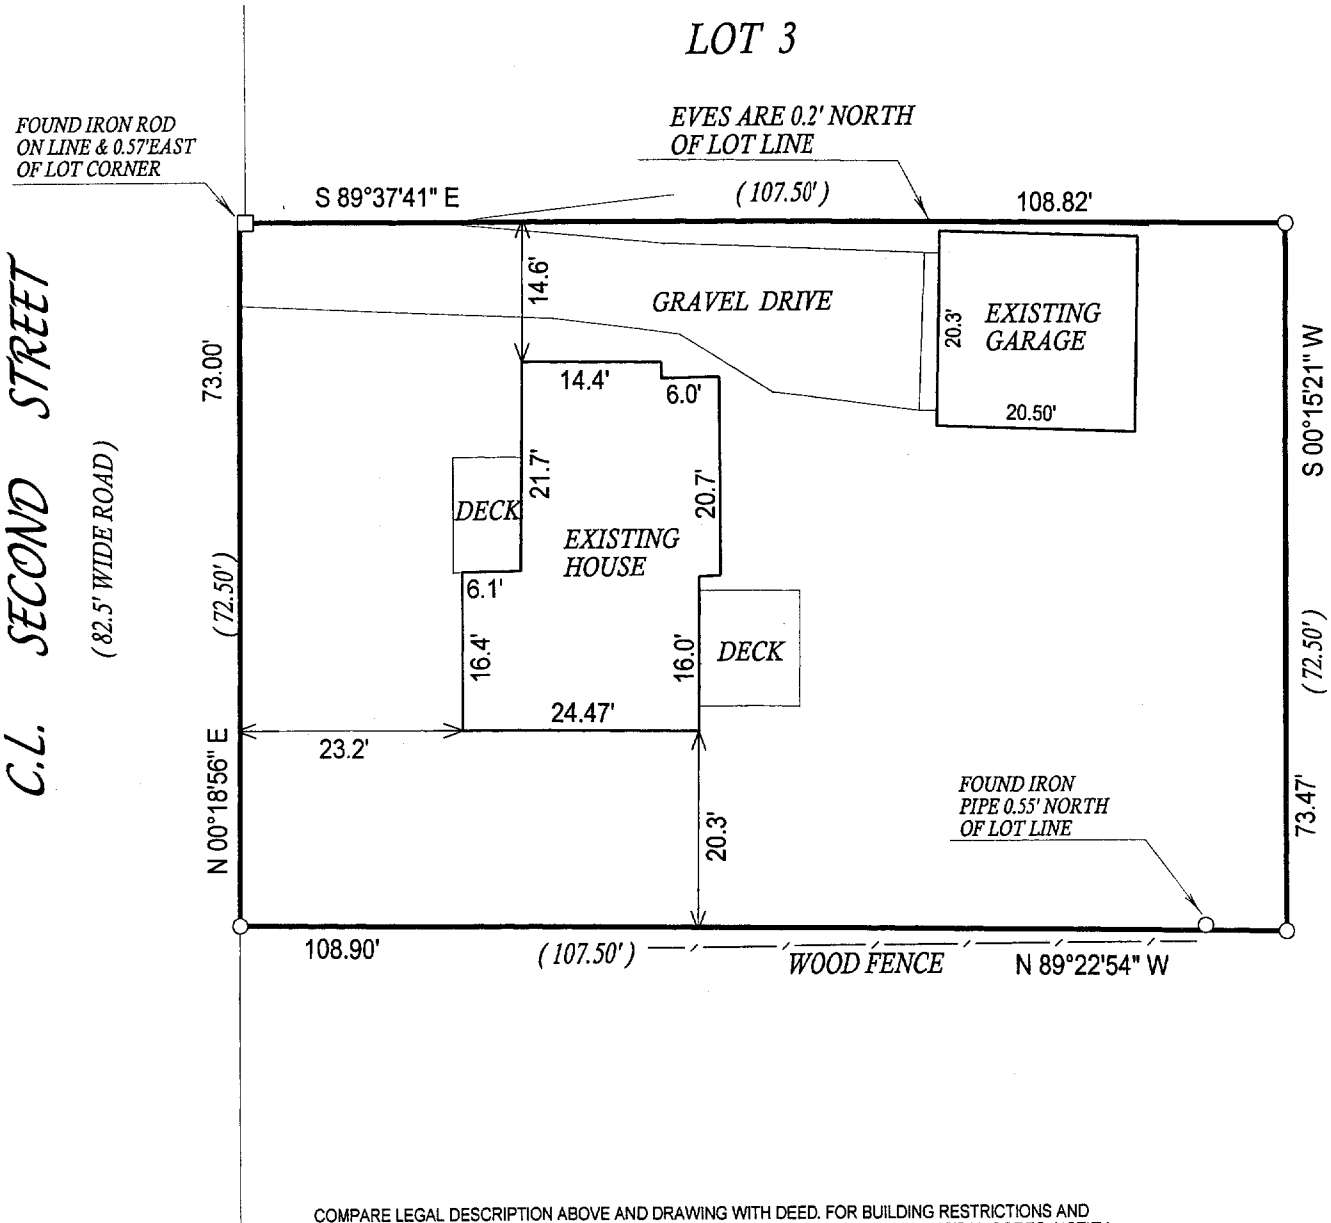 LOT 3
FOUND IRON ROD
ON LINE & 0.57'EAST
OF LOT CORNER
EVES ARE 0.2' NORTH
OF LOT LINE
S 89°37'41" E
( 107.50' )
108.82'
14.6'
GRAVEL DRIVE
20.3'
EXISTING
GARAGE
20.50'
73.00'
14.4'
6.0'
S 00°15'21" W
C.L. SECOND STREET
( 82.5' WIDE ROAD )
21.7'
20.7'
DECK
EXISTING
HOUSE
6.1'
( 72.50' )
16.4'
16.0'
DECK
( 72.50' )
24.47'
23.2'
N 00°18'56" E
20.3'
FOUND IRON
PIPE 0.55' NORTH
OF LOT LINE
73.47'
108.90'
( 107.50' )
WOOD FENCE
N 89°22'54" W
COMPARE LEGAL DESCRIPTION ABOVE AND DRAWING WITH DEED. FOR BUILDING RESTRICTIONS AND